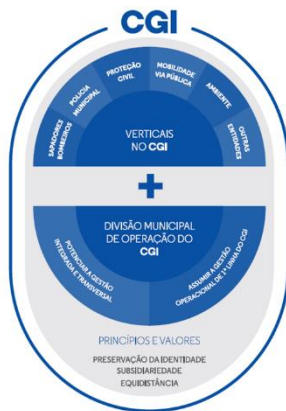 CGI
SAPADORES
BOMBEIROS
POLÍCIA
MUNICIPAL
PROTEÇÃO
CIVIL
MOBILIDADE
VIA PÚBLICA
AMBIENTE
OUTRAS
ENTIDADES
VERTICAIS
NO CGI
+
DIVISÃO MUNICIPAL
DE OPERAÇÃO DO
CGI
POTENCIAR A GESTÃO
INTEGRADA E TRANSVERSAL
ASSUMIR A GESTÃO
OPERACIONAL DE 1ª LINHA DO CGI
PRINCÍPIOS E VALORES
PRESERVAÇÃO DA IDENTIDADE
SUBSIDIARIEDADE
EQUIDISTÂNCIA